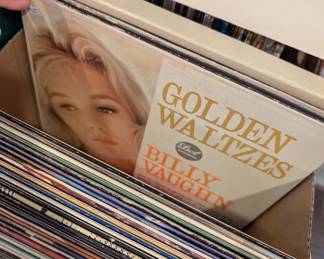 GOLDEN
WALTZES
Dot
BILLY
VAUGHN